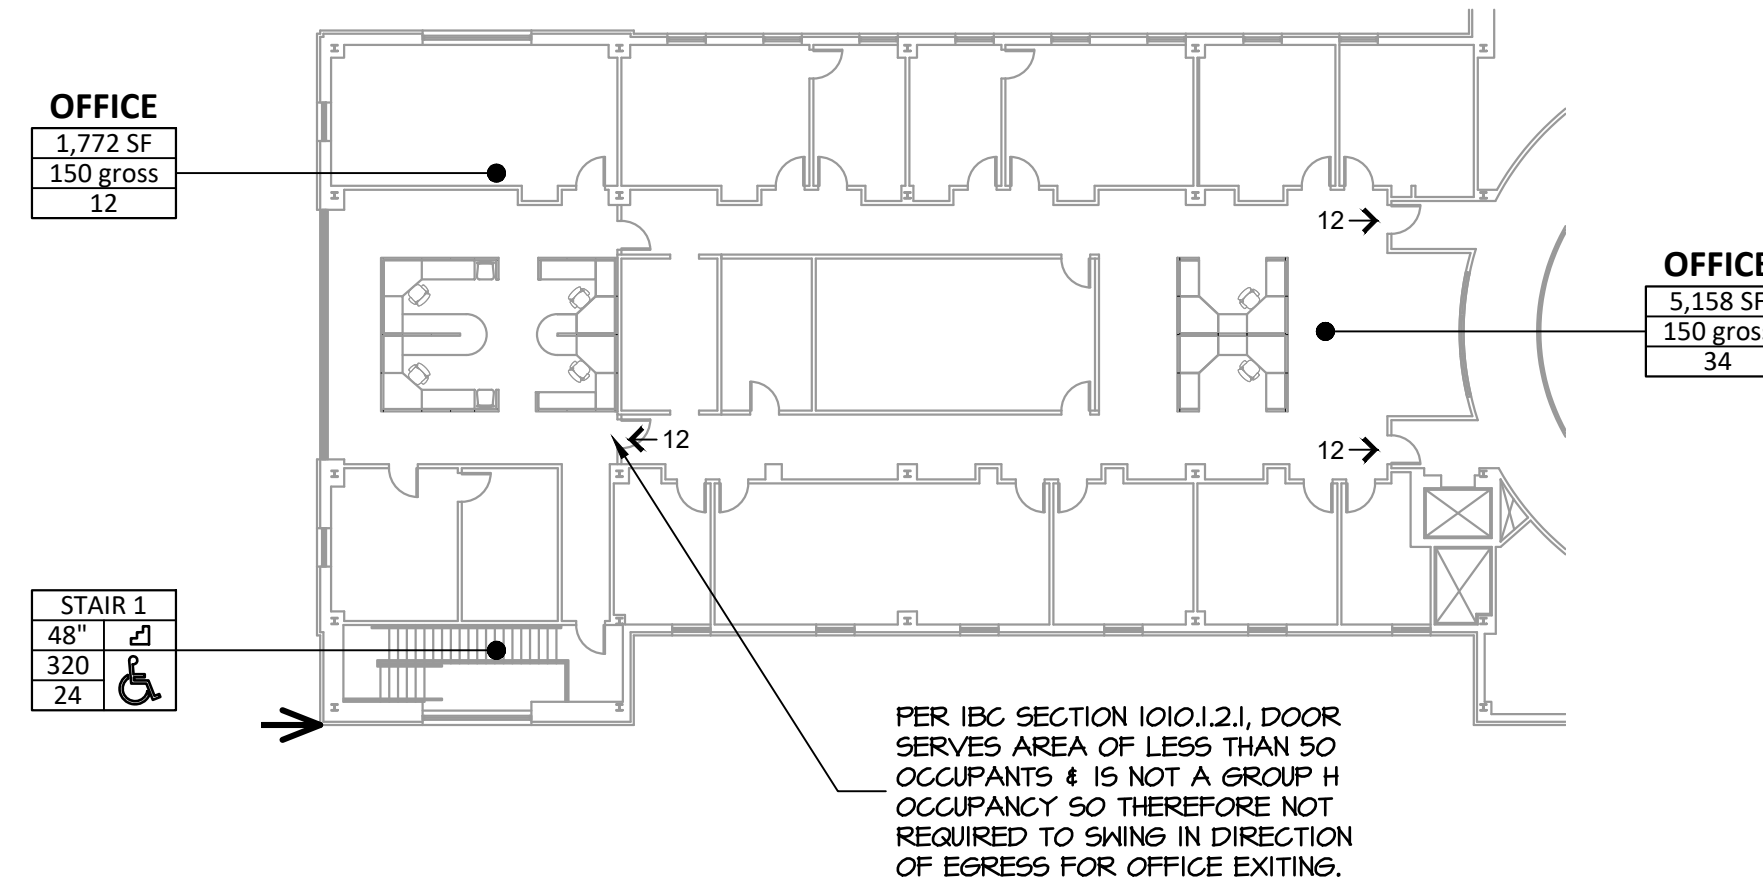 OFFICE
1,772 SF
150 gross
12
12
OFFICE
5,158 SF
150 gros
34
12
12
STAIR 1
48"
320
24
PER IBC SECTION 1010.1.2.1, DOOR
SERVES AREA OF LESS THAN 50
OCCUPANTS & IS NOT A GROUP H
OCCUPANCY SO THEREFORE NOT
REQUIRED TO SWING IN DIRECTION
OF EGRESS FOR OFFICE EXITING.